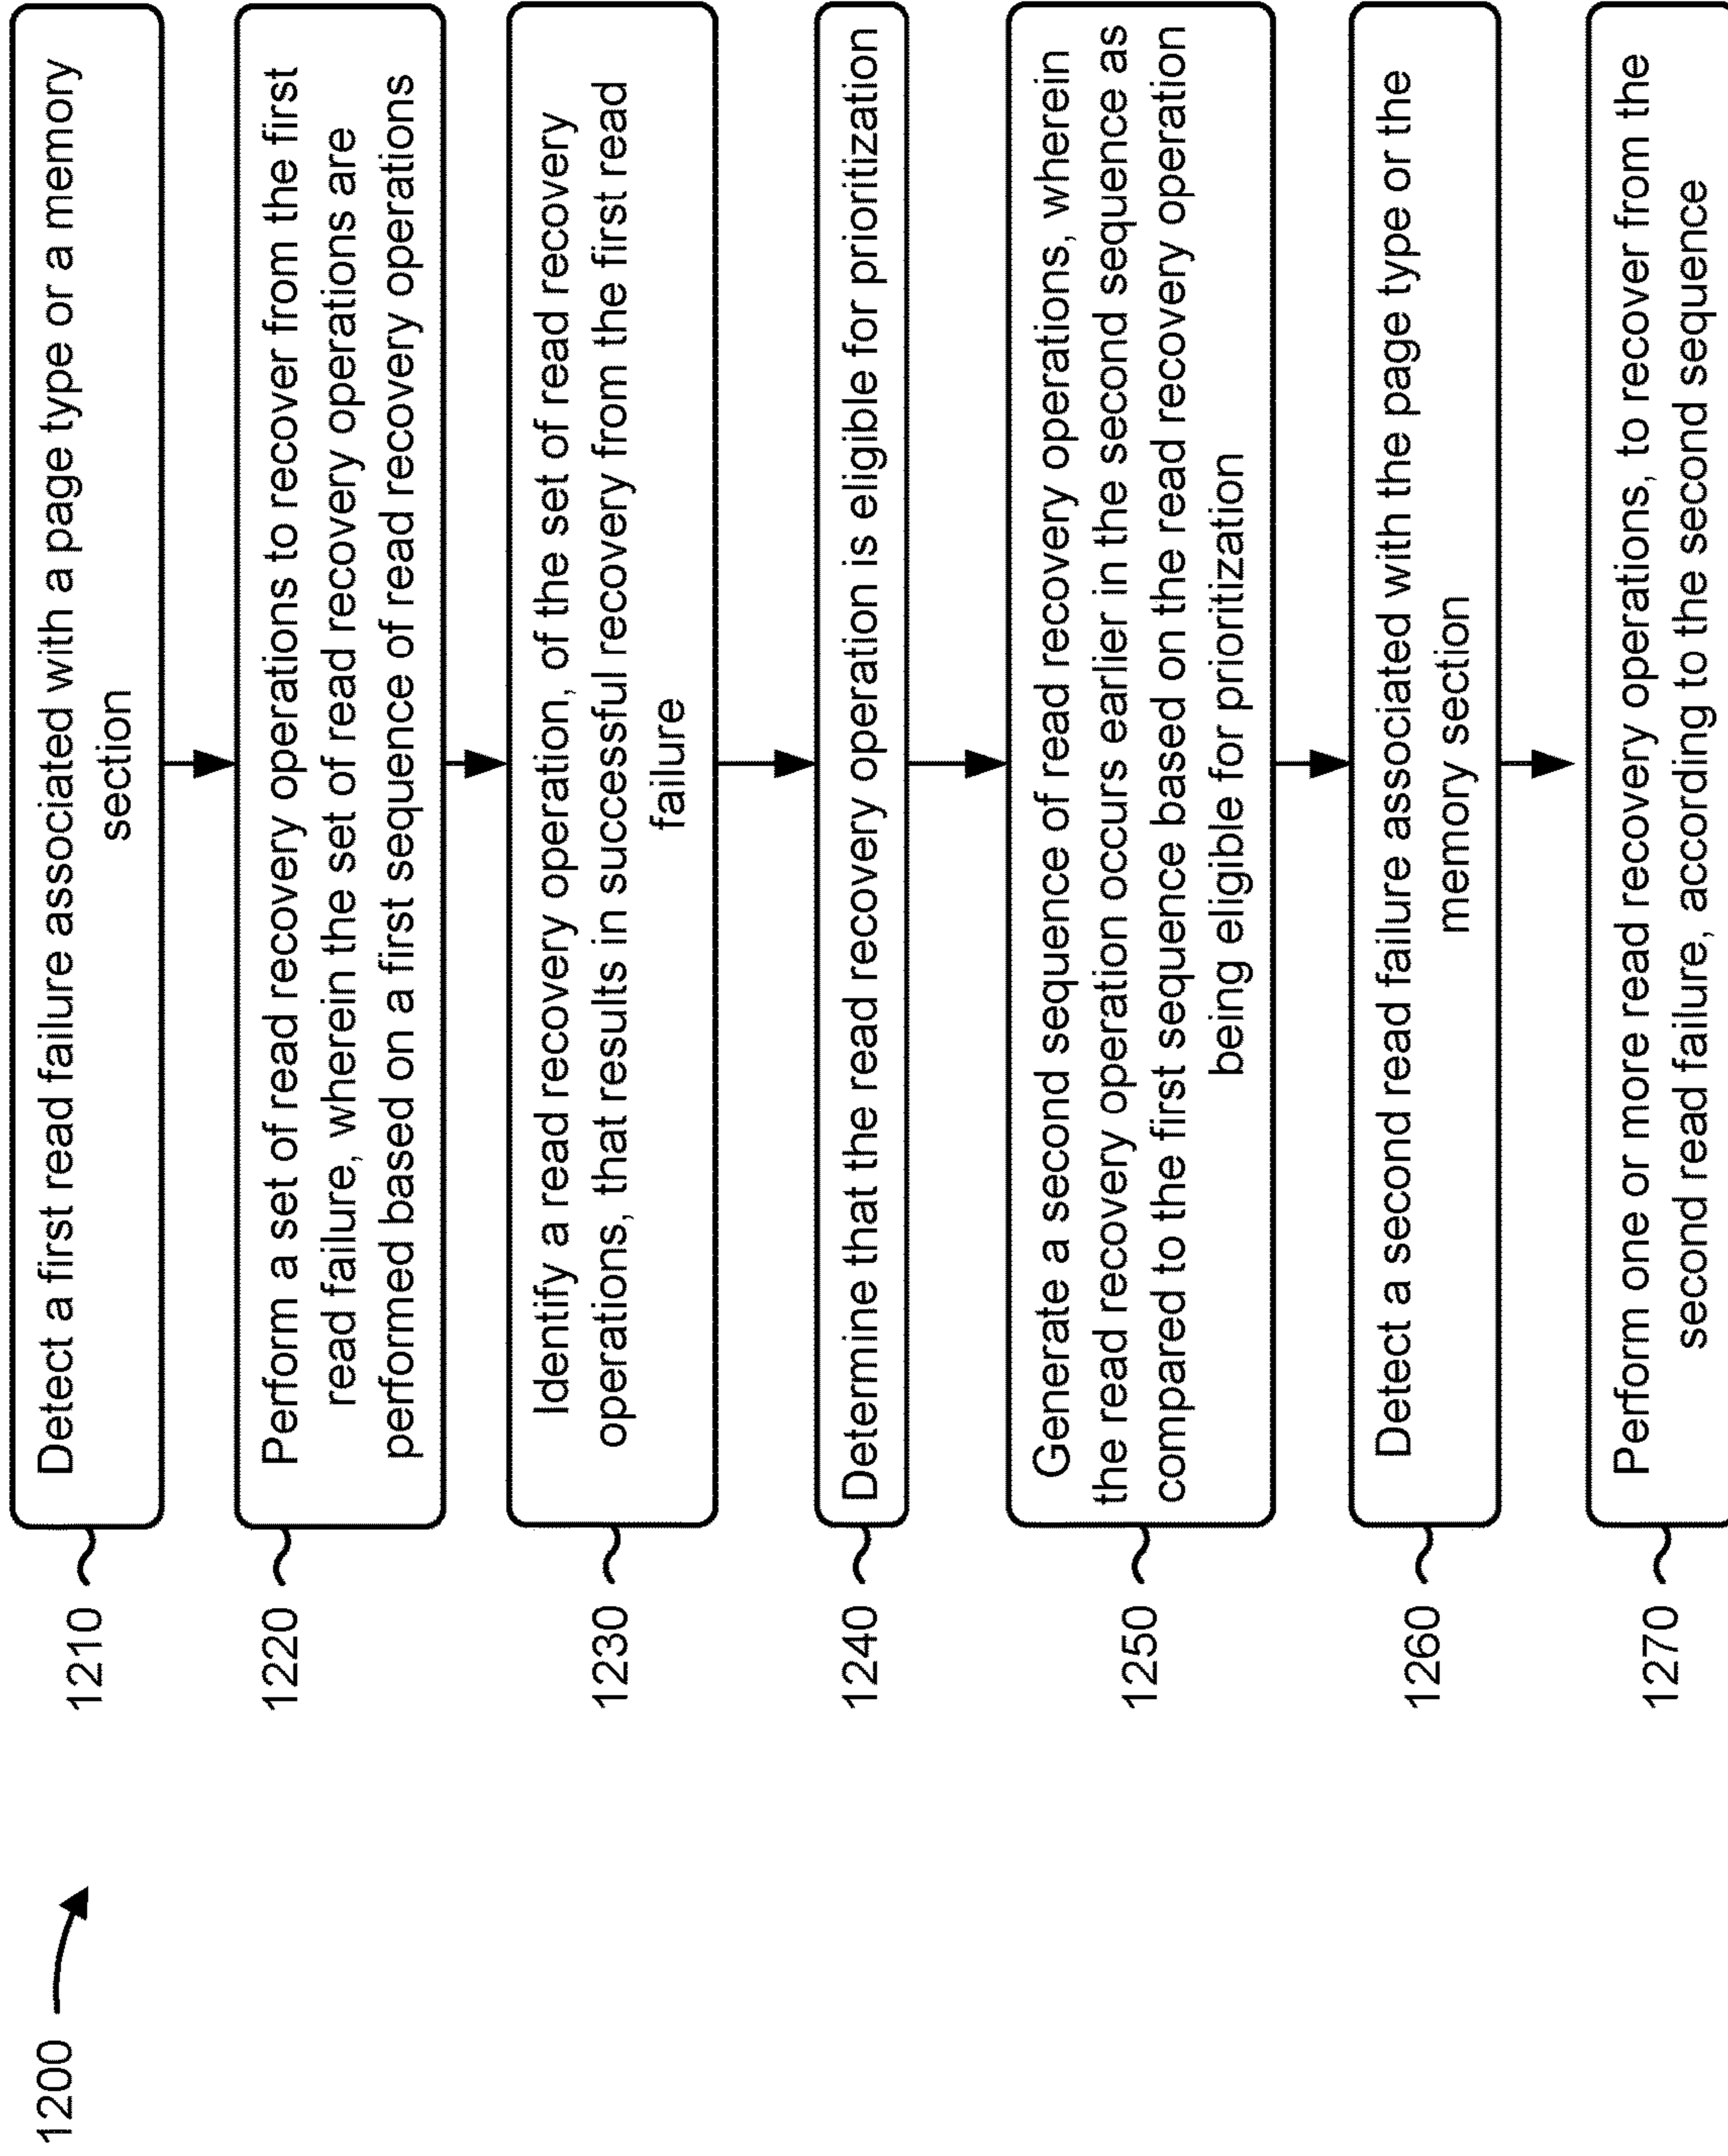 1200
1210
Detect a first read failure associated with a page type or a memory
section
1220
Perform a set of read recovery operations to recover from the first
read failure, wherein the set of read recovery operations are
performed based on a first sequence of read recovery operations
1230
Identify a read recovery operation, of the set of read recovery
operations, that results in successful recovery from the first read
failure
1240
Determine that the read recovery operation is eligible for prioritization
1250
Generate a second sequence of read recovery operations, wherein
the read recovery operation occurs earlier in the second sequence as
compared to the first sequence based on the read recovery operation
being eligible for prioritization
1260
Detect a second read failure associated with the page type or the
memory section
1270
Perform one or more read recovery operations, to recover from the
second read failure, according to the second sequence